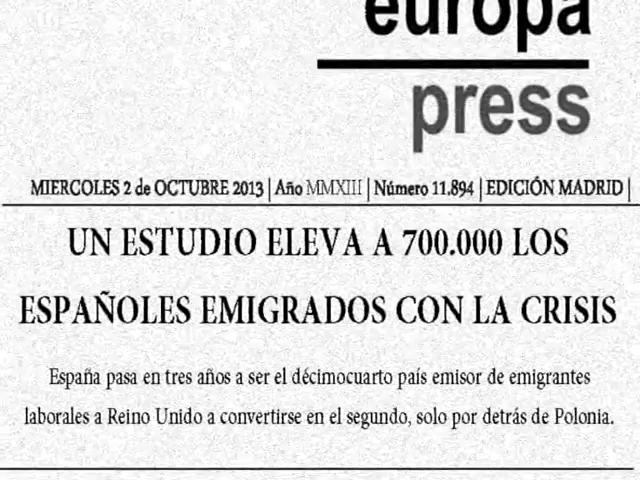 europa
press
MIERCOLES 2 de OCTUBRE 2013 | Año MMXIII | Número 11.894 | EDICIÓN MADRID |
UN ESTUDIO ELEVA A 700.000 LOS
ESPAÑOLES EMIGRADOS CON LA CRISIS
España pasa en tres años a ser el décimocuarto país emisor de emigrantes
laborales a Reino Unido a convertirse en el segundo, solo por detrás de Polonia.